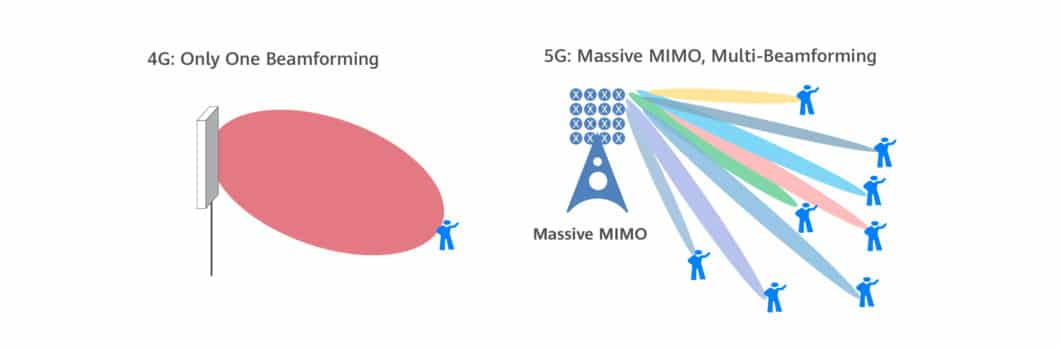 4G: Only One Beamforming
5G: Massive MIMO, Multi-Beamforming
X X X X
X X X X
X X X X
X X X X
Massive MIMO